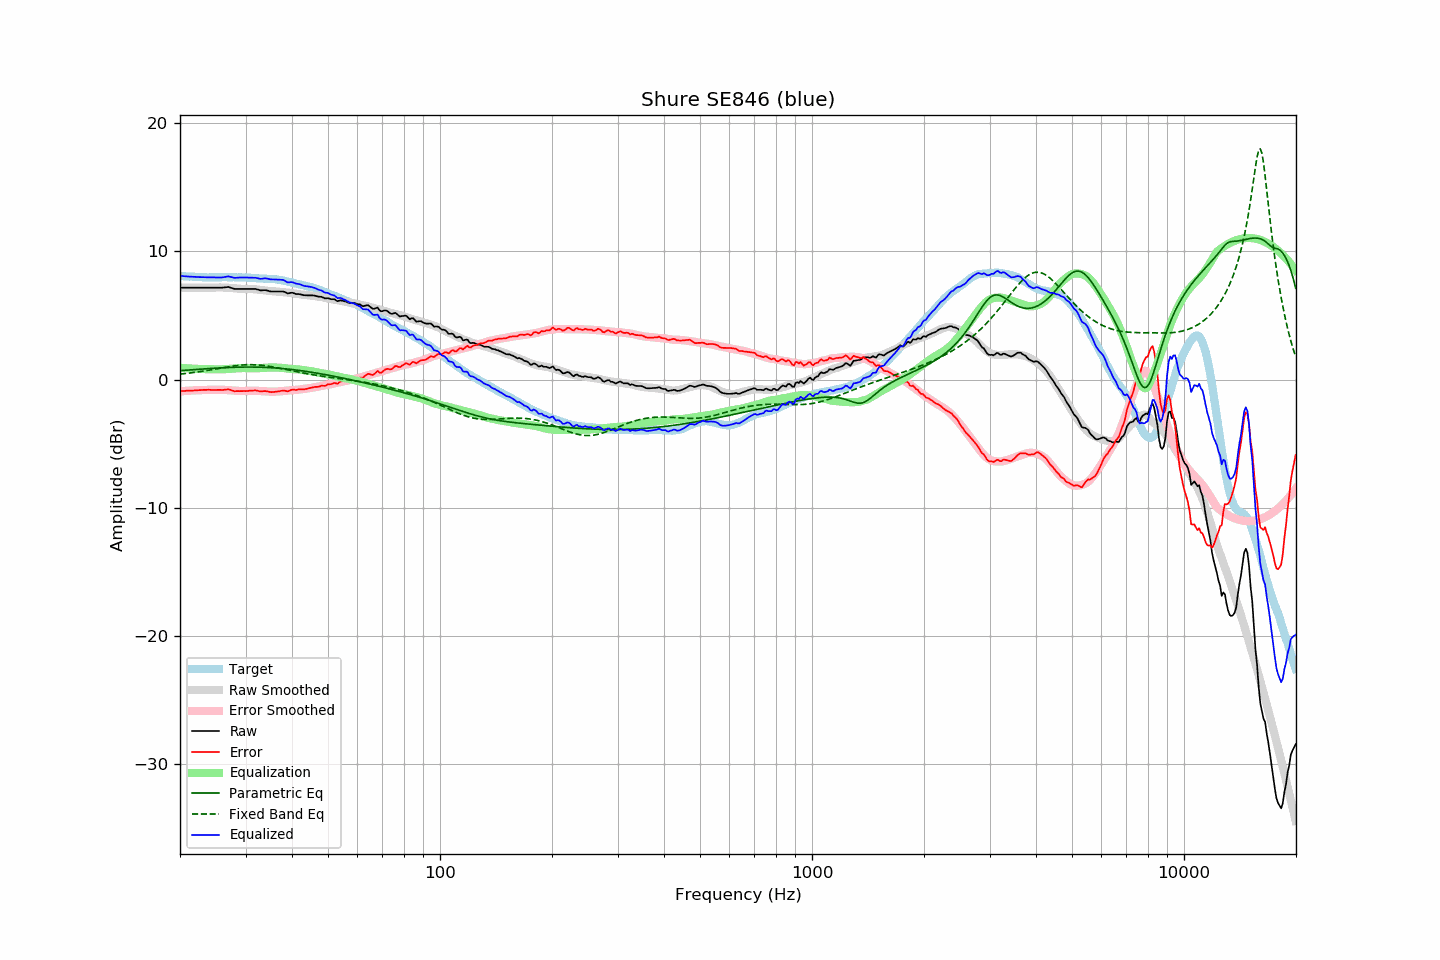 Shure SE846 (blue)
20
10
0
−10
−20
−30
Amplitude (dBr)
Target
Raw Smoothed
Error Smoothed
Raw
Error
Equalization
Parametric Eq
Fixed Band Eq
Equalized
100
1000
10000
Frequency (Hz)